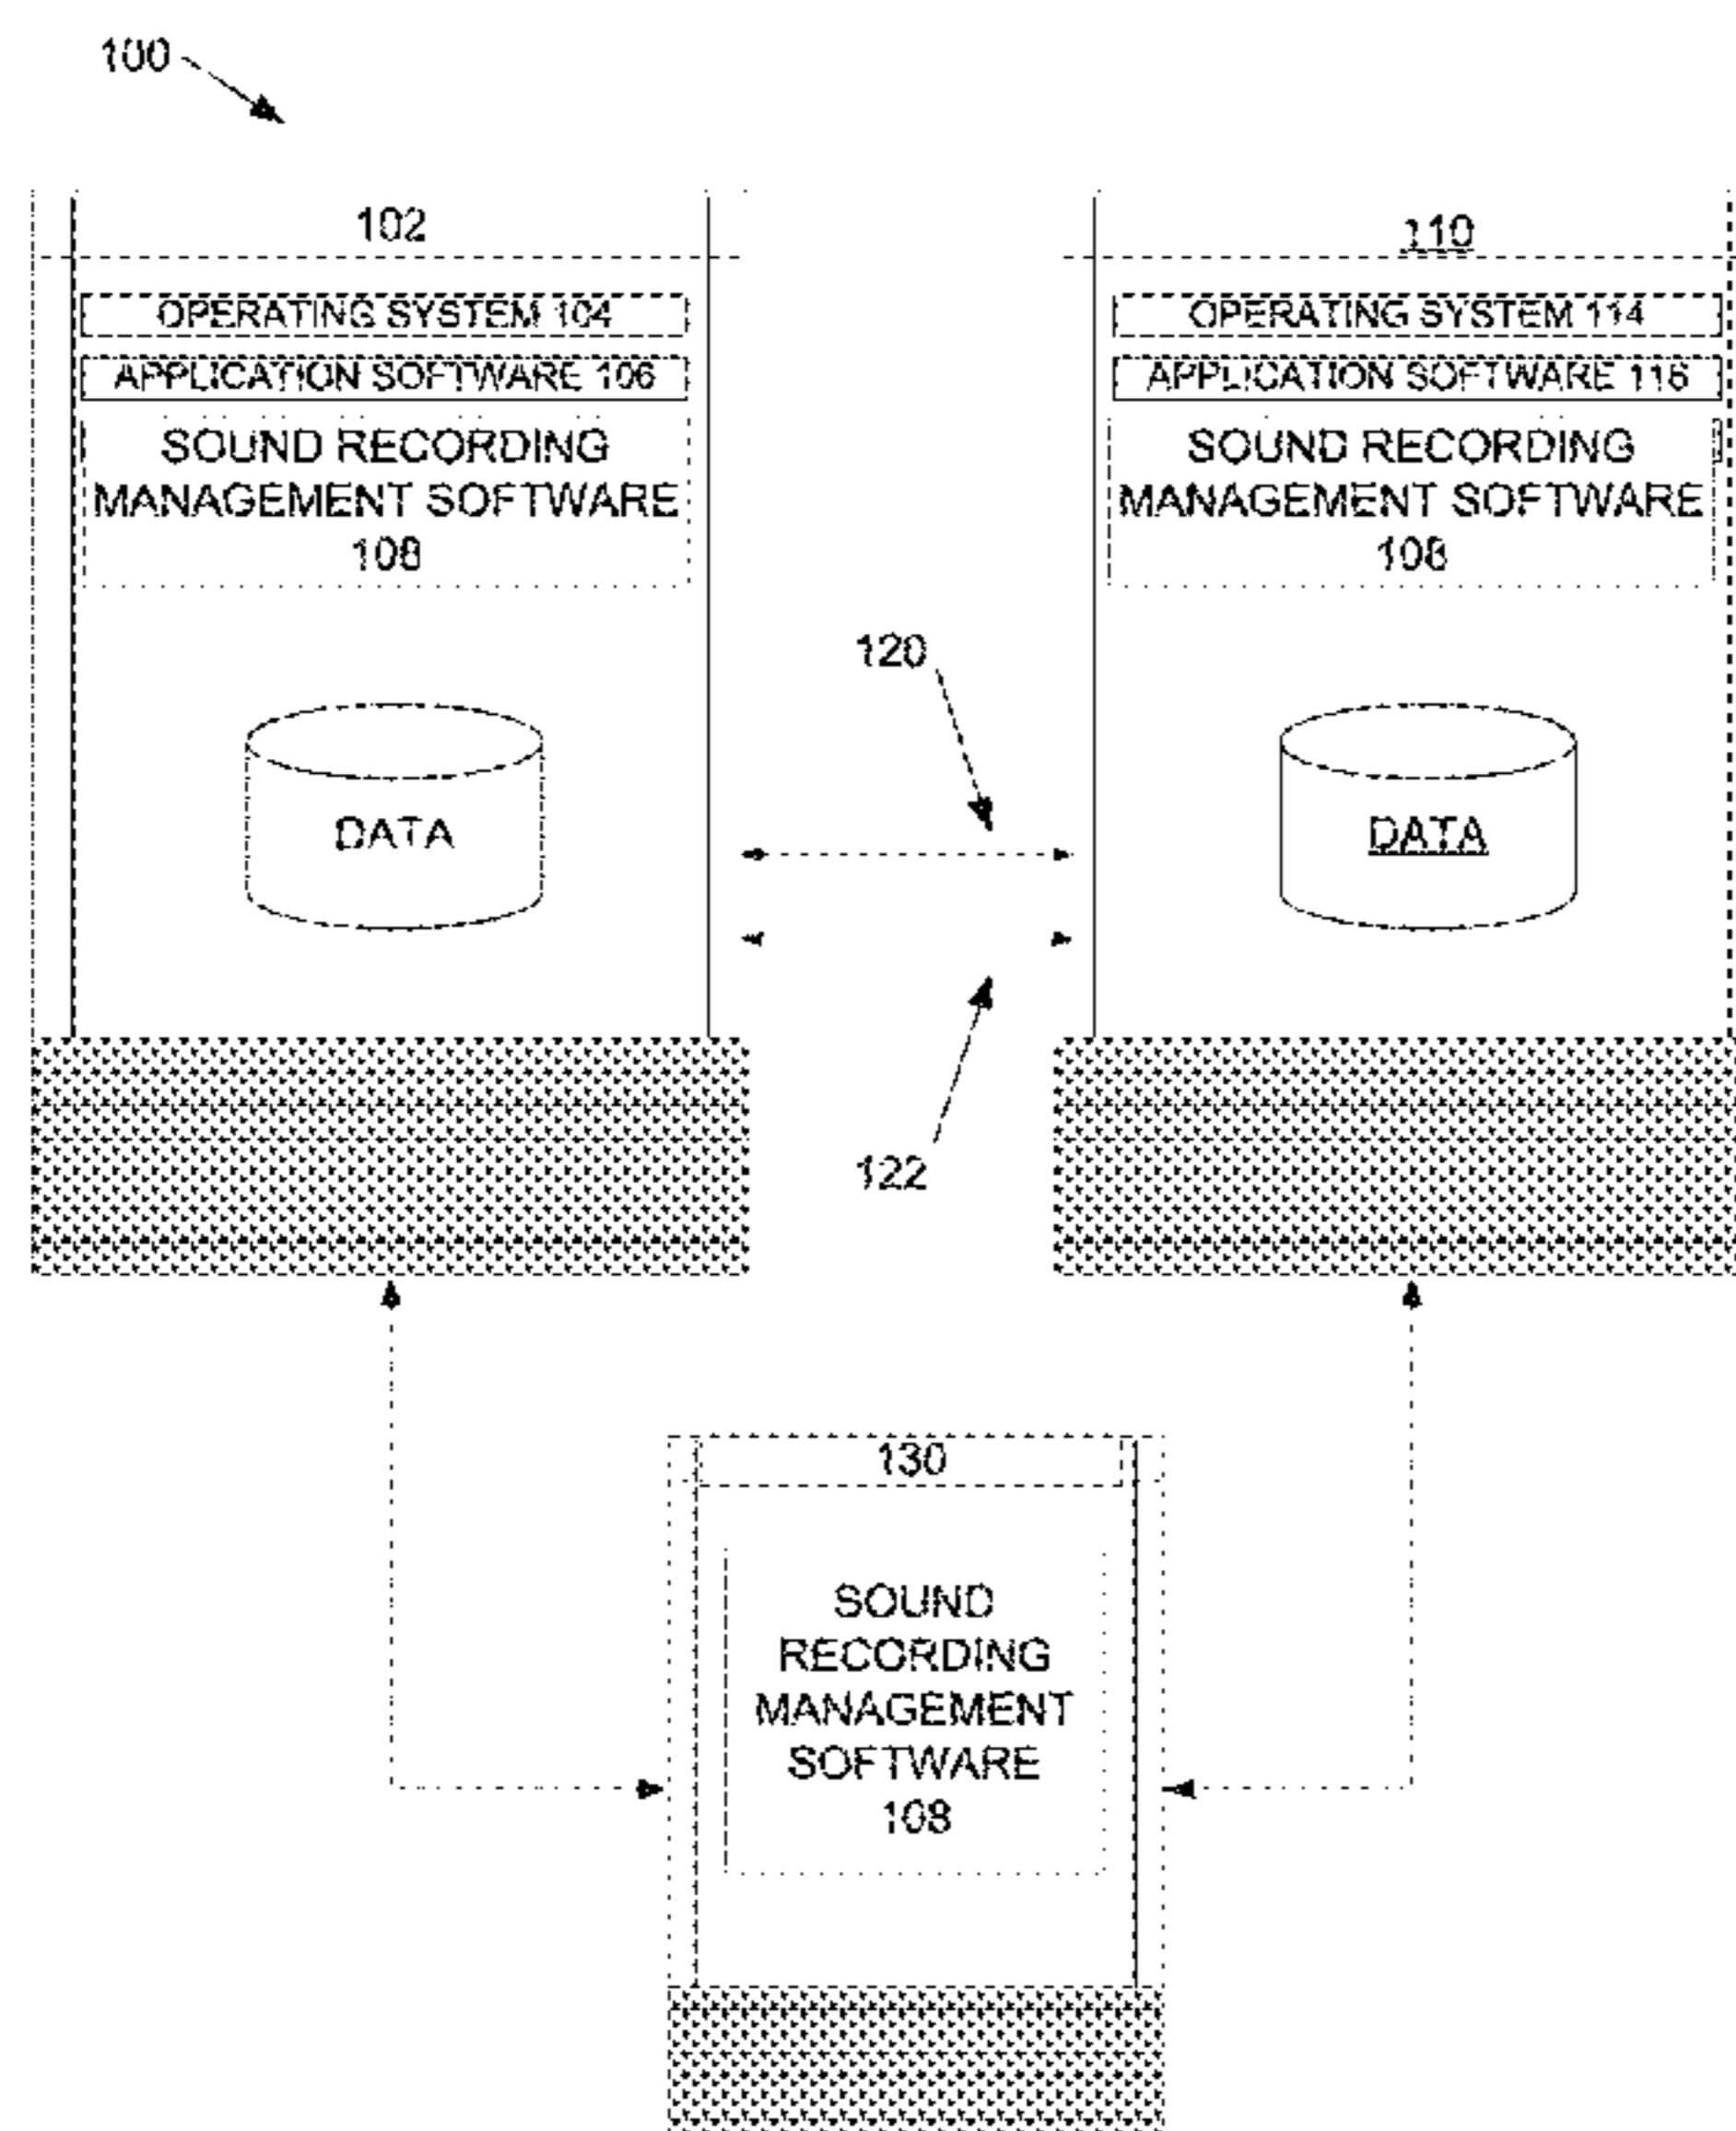 100
102
OPERATING SYSTEM 104
APPLICATION SOFTWARE 106
SOUND RECORDING
MANAGEMENT SOFTWARE
108
DATA
110
OPERATING SYSTEM 114
APPLICATION SOFTWARE 116
SOUND RECORDING
MANAGEMENT SOFTWARE
108
DATA
120
122
130
SOUND
RECORDING
MANAGEMENT
SOFTWARE
108